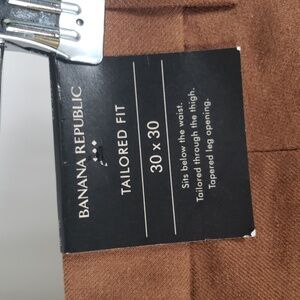 BANANA REPUBLIC
TAILORED FIT
30 x 30
Sits below the waist.
Tailored through the thigh.
Tapered leg opening.